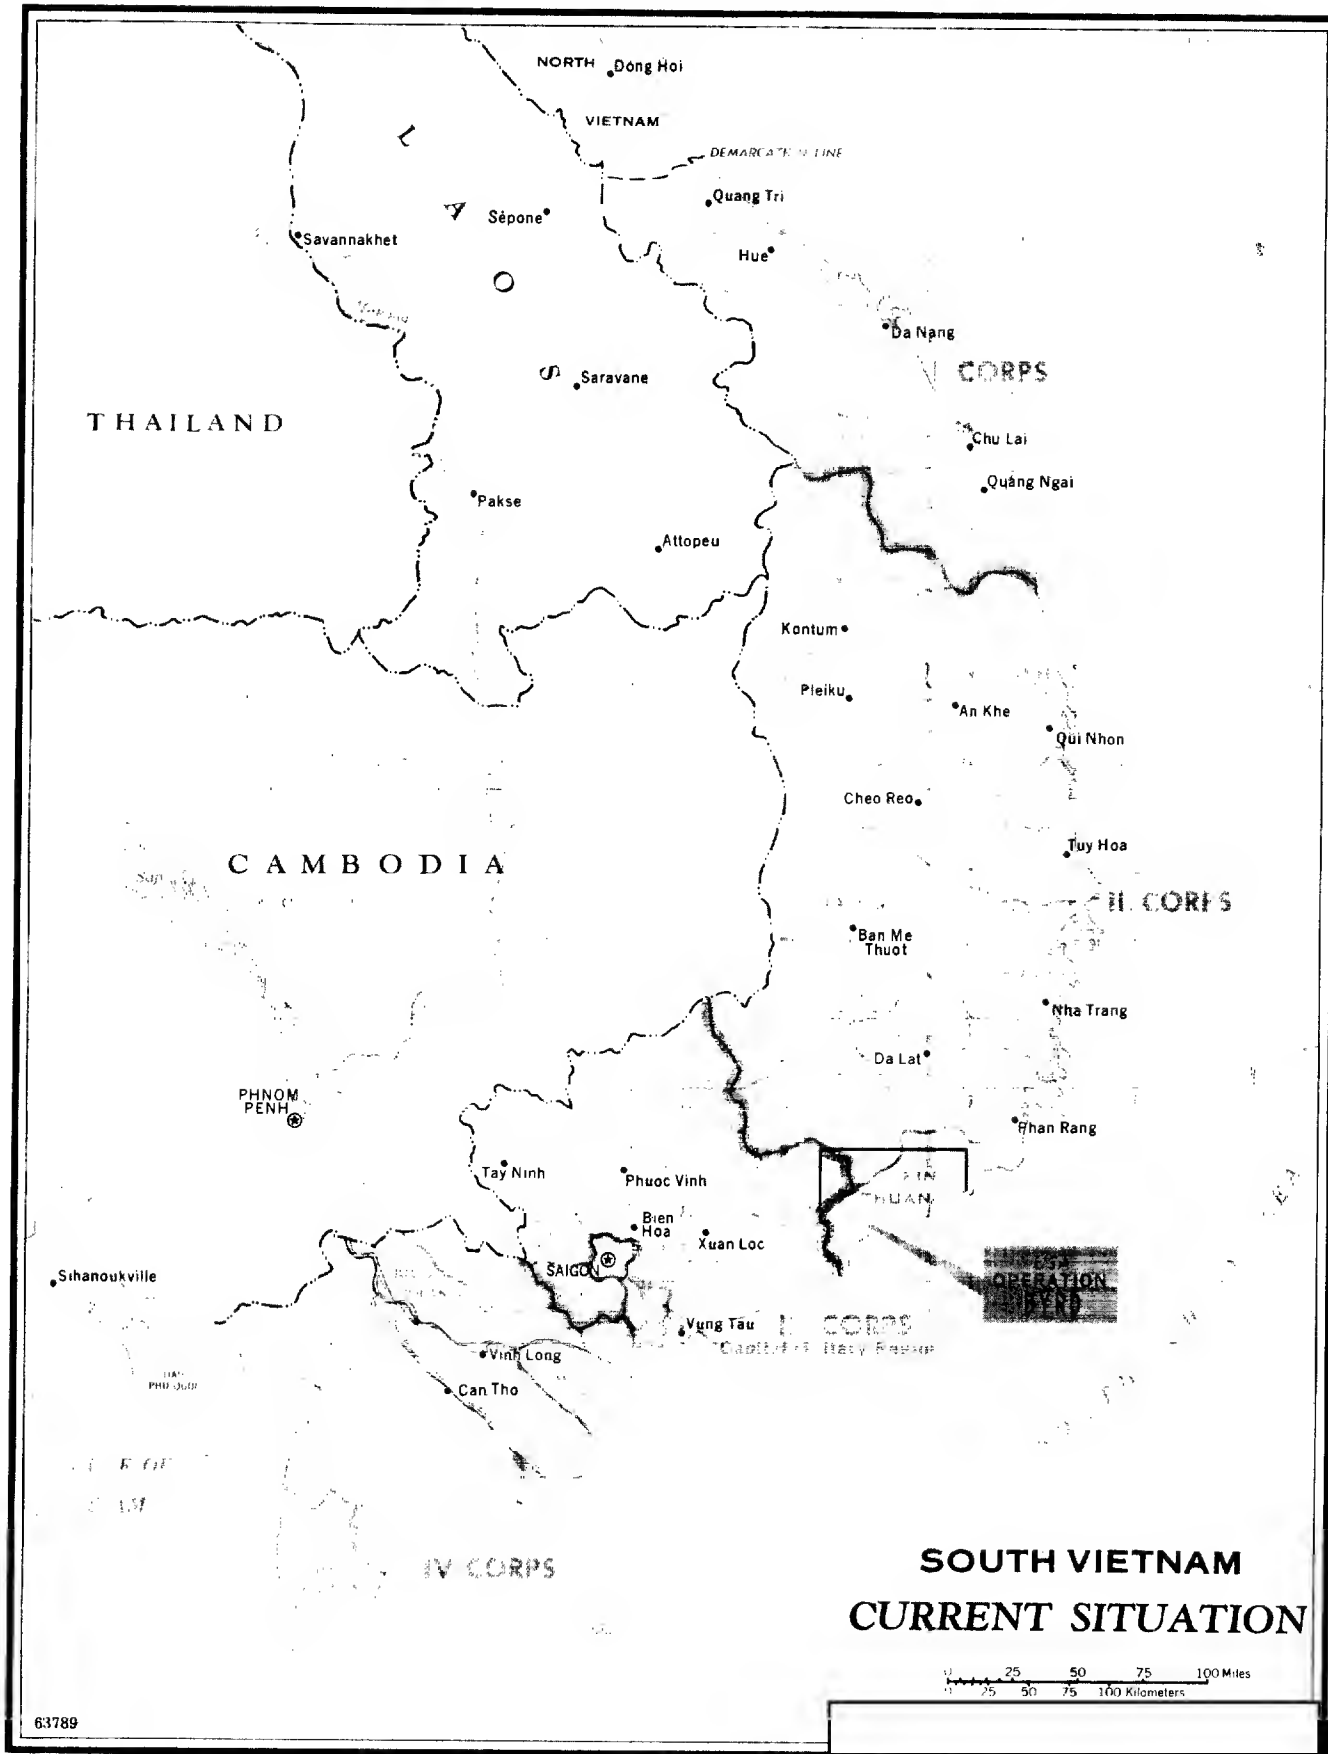 NORTH
Dong Hoi
VIETNAM
L
A
O
S
Quang Tri
Sépone
Savannakhet
Hue
Da Nang
CORPS
Saravane
THAILAND
Chu Lai
Quang Ngai
Pakse
Attopeu
Kontum
Pleiku
An Khe
Qui Nhon
Cheo Reo
Tuy Hoa
CAMBODIA
II CORPS
Ban Me
Thuot
Nha Trang
Da Lat
PHNOM
PENH
Phan Rang
Tay Ninh
Phuoc Vinh
Bien
Hoa
Xuan Loc
SAIGON
Sihanoukville
OPERATION
BYRD
Vung Tau
CORPS
Vinh Long
Can Tho
IV CORPS
SOUTH VIETNAM
CURRENT SITUATION
25 50 75 100 Miles
25 50 75 100 Kilometers
63789